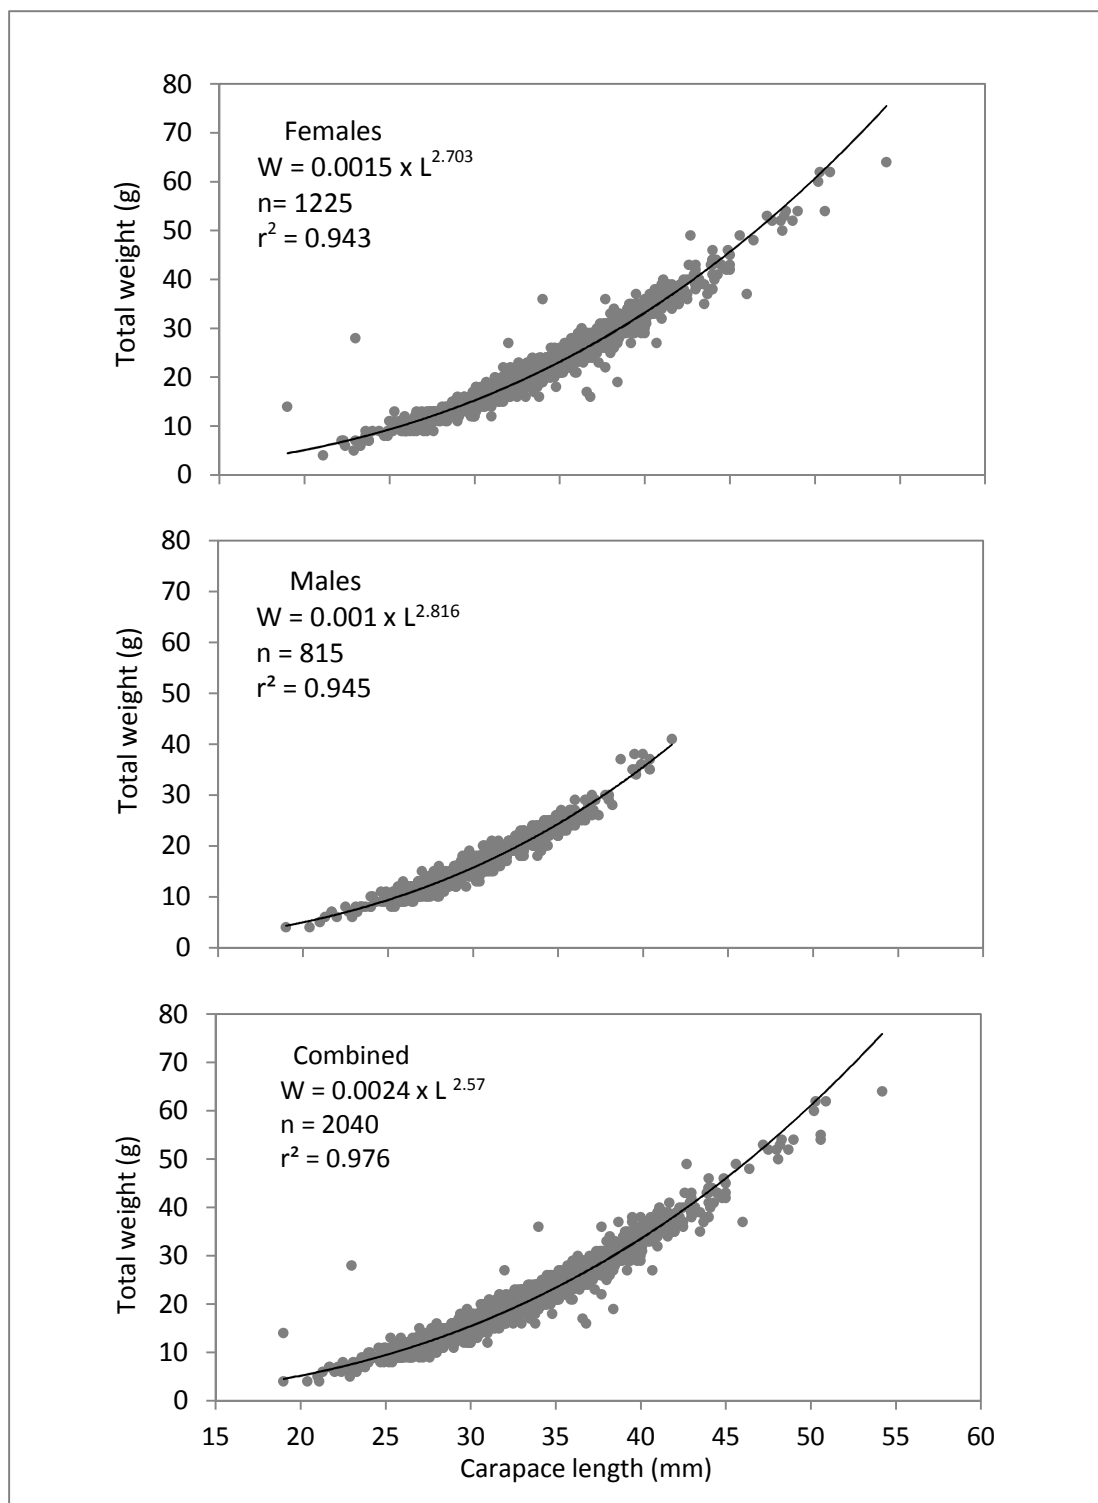 80
70
60
50
40
30
20
10
0
Total weight (g)
Females
W = 0.0015 x L^2.703
n= 1225
r^2 = 0.943
80
70
60
50
40
30
20
10
0
Total weight (g)
Males
W = 0.001 x L^2.816
n = 815
r² = 0.945
80
70
60
50
40
30
20
10
0
Total weight (g)
Combined
W = 0.0024 x L^2.57
n = 2040
r² = 0.976
15 20 25 30 35 40 45 50 55 60
Carapace length (mm)